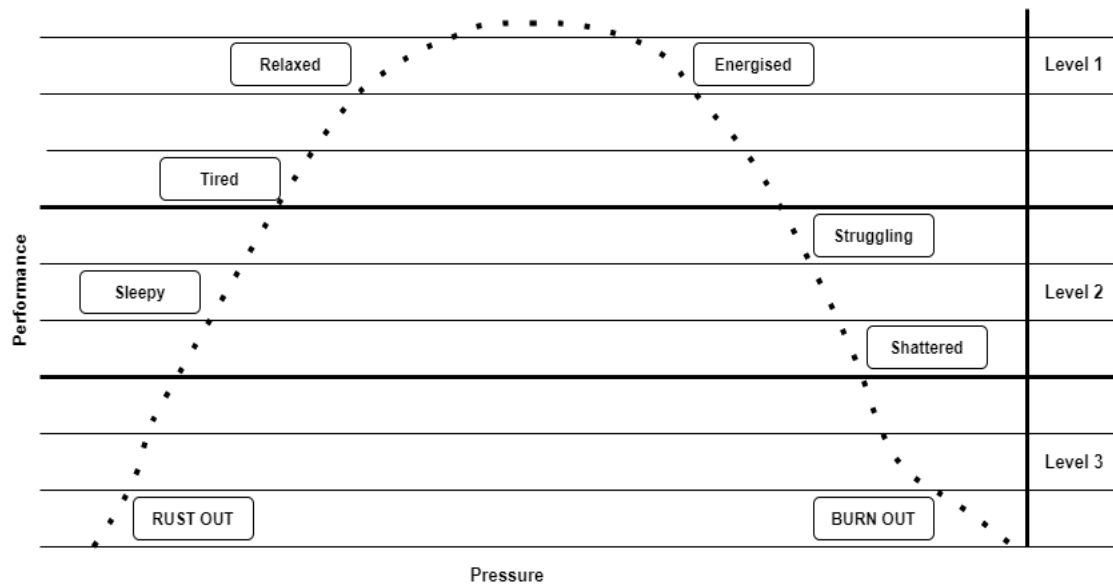 Relaxed
Energised
Level 1
Tired
Struggling
Performance
Sleepy
Level 2
Shattered
Level 3
RUST OUT
BURN OUT
Pressure